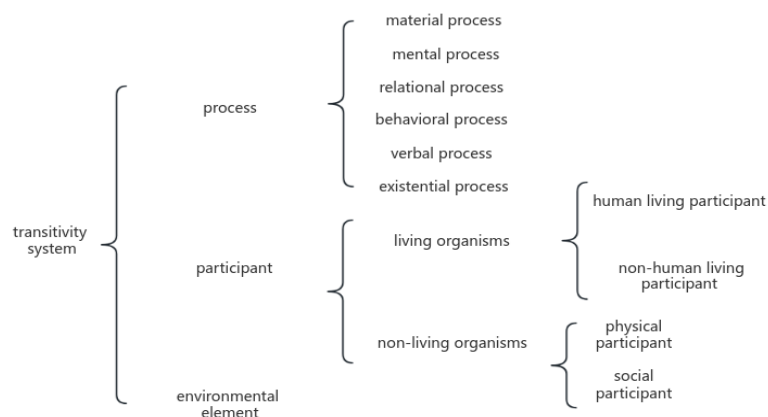 material process
mental process
relational process
process
behavioral process
verbal process
existential process
human living participant
transitivity
system
living organisms
participant
non-human living
participant
non-living organisms
physical
participant
social
participant
environmental
element